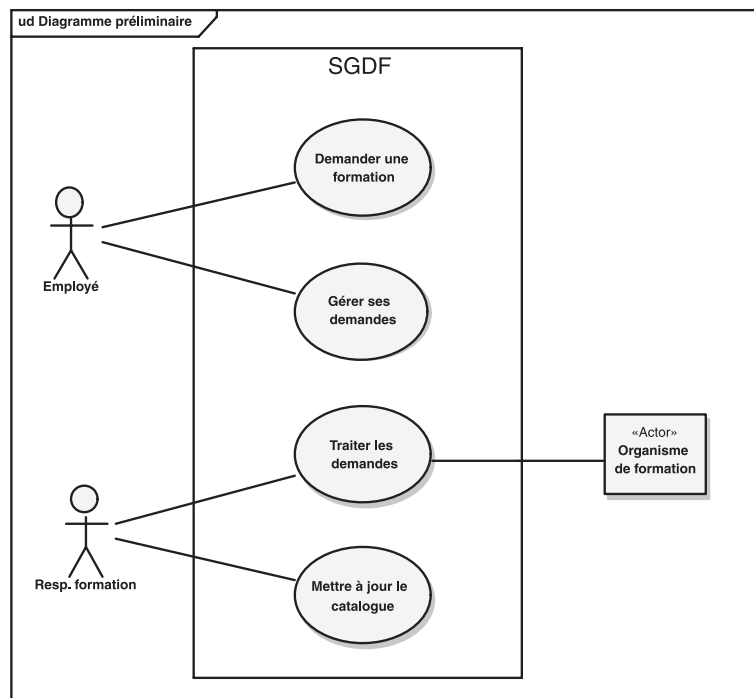 ud Diagramme préliminaire
SGDF
Demander une
formation
Employé
Gérer ses
demandes
Traiter les
demandes
«Actor»
Organisme
de formation
Resp. formation
Mettre à jour le
catalogue